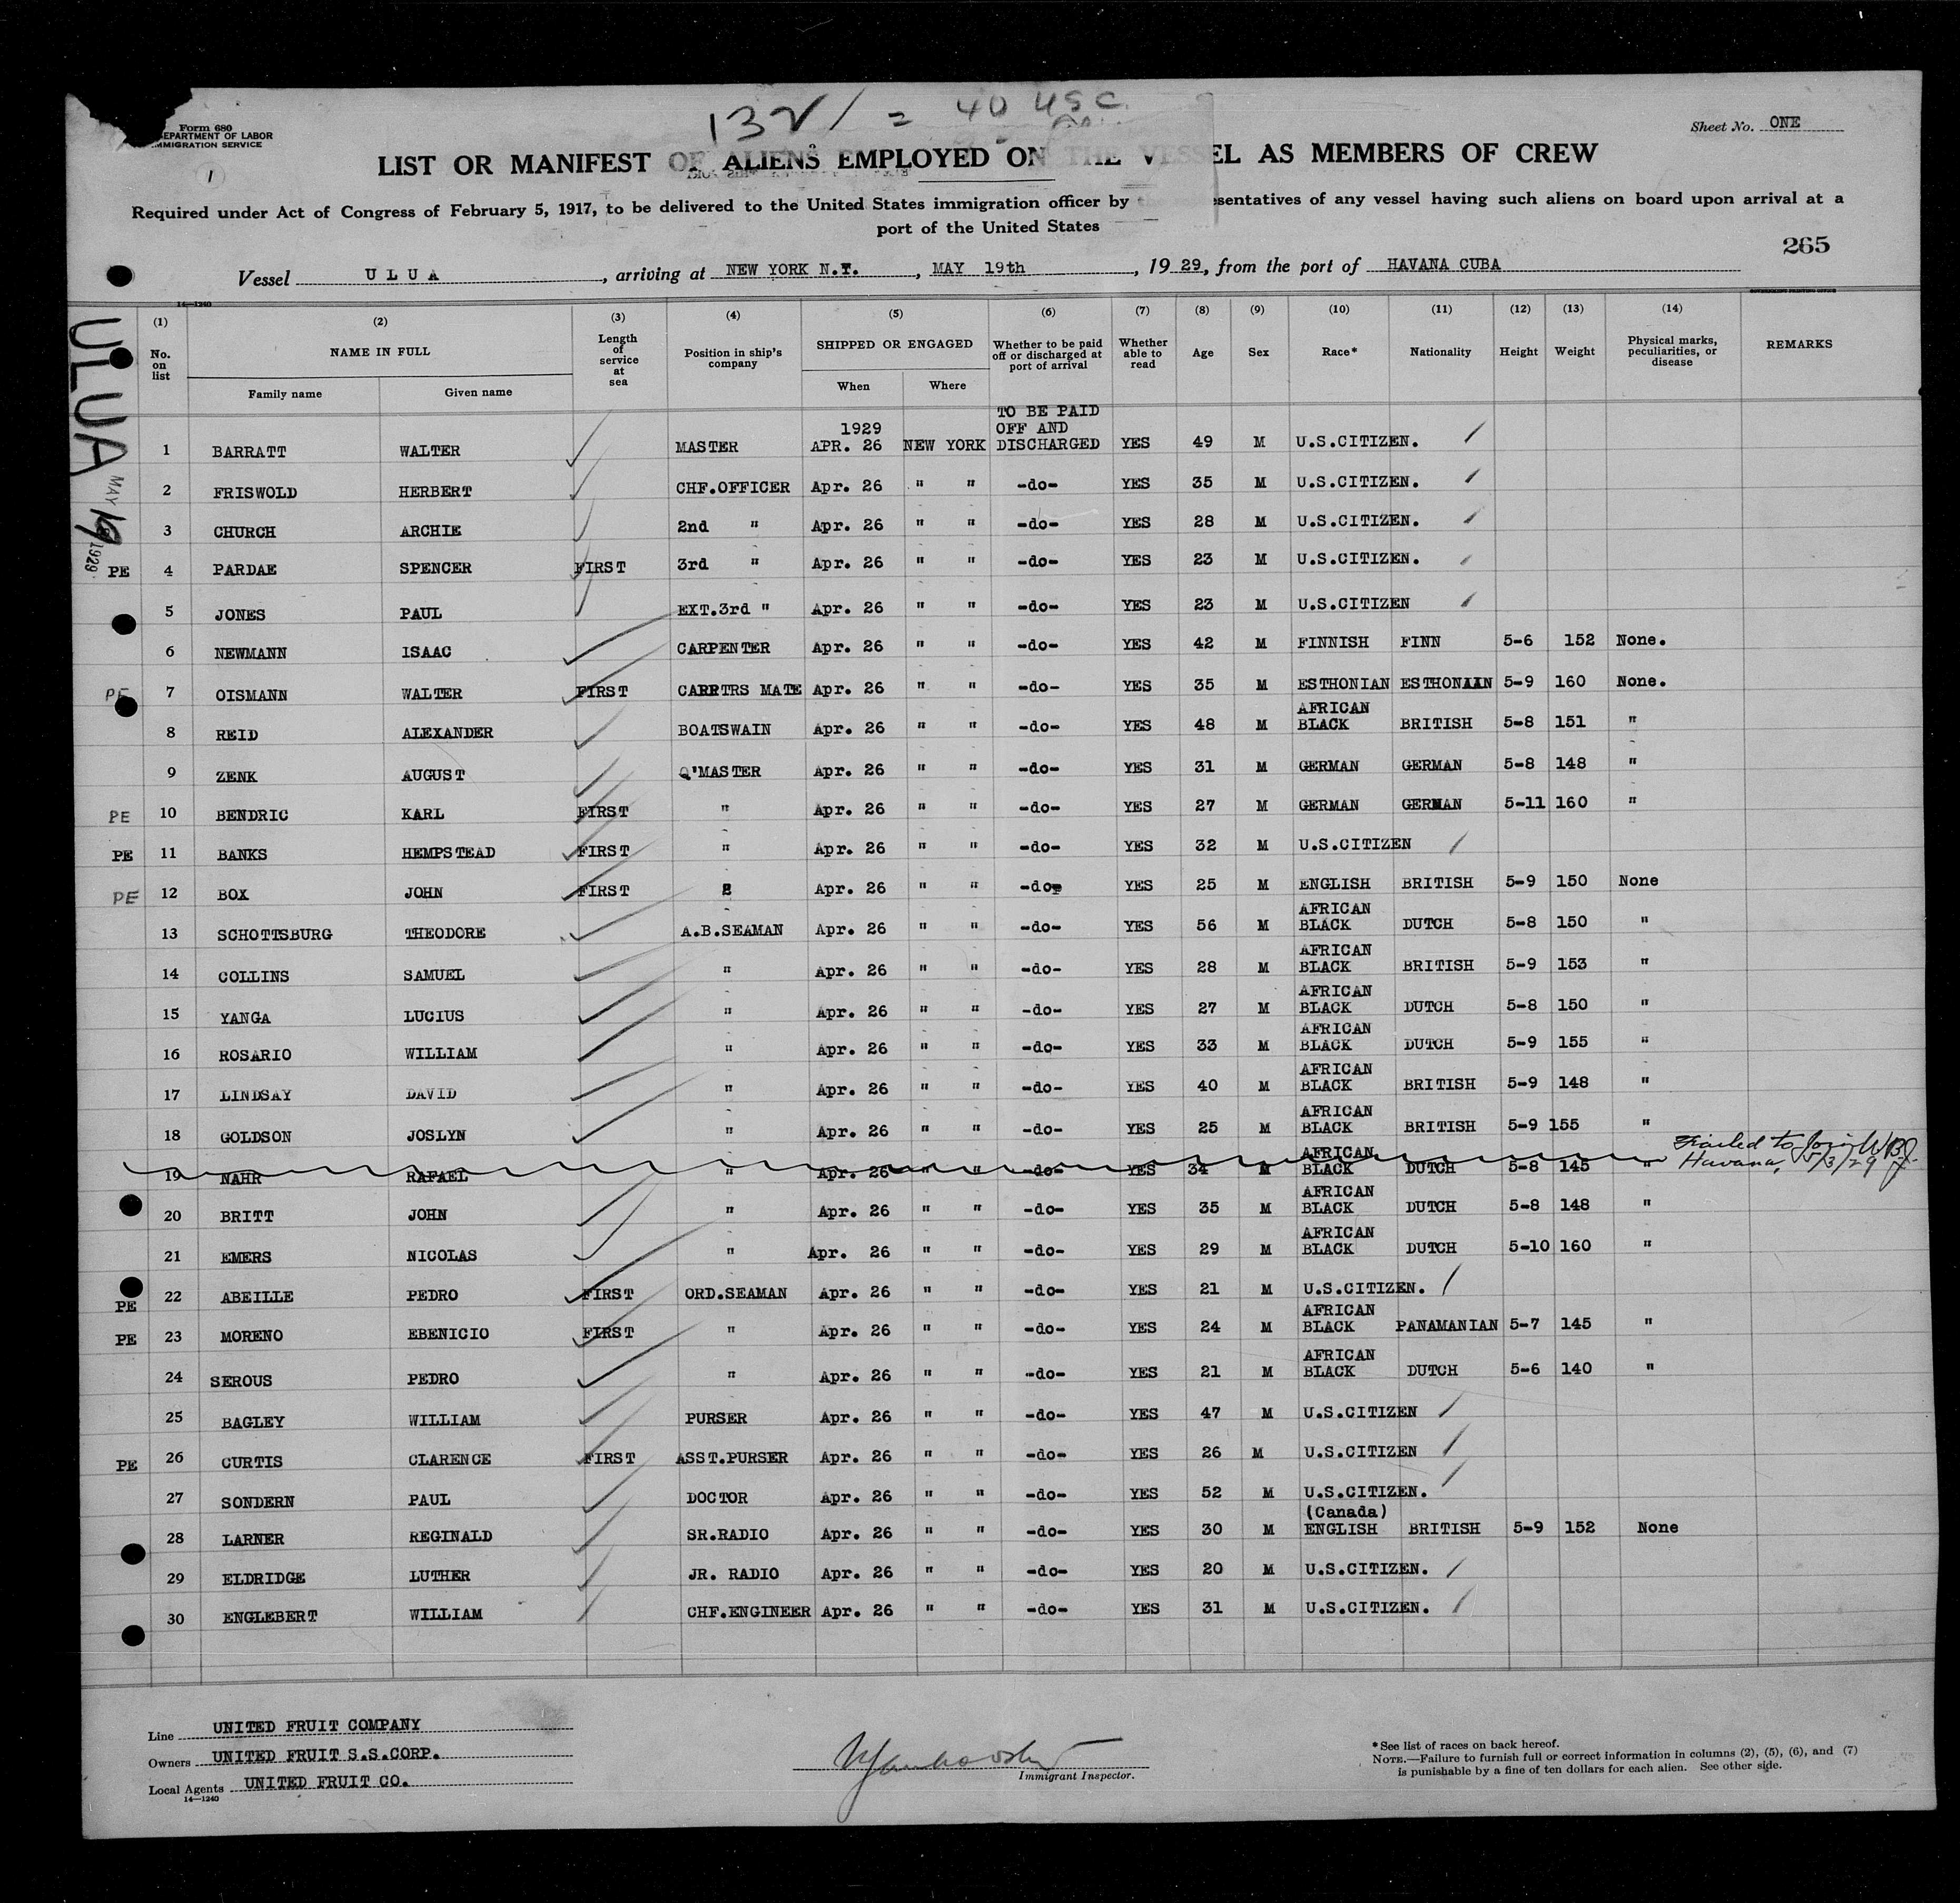 132 / = 40 USC
Form 680
DEPARTMENT OF LABOR
IMMIGRATION SERVICE
Sheet No. ONE
1
LIST OR MANIFEST OF ALIENS EMPLOYED ON THE VESSEL AS MEMBERS OF CREW
Required under Act of Congress of February 5, 1917, to be delivered to the United States immigration officer by the representatives of any vessel having such aliens on board upon arrival at a
port of the United States
265
Vessel ULUA, arriving at NEW YORK N.Y., MAY 19th, 1929, from the port of HAVANA CUBA
14—1240
ULUA
MAY 19 1929
(1) (2) (3) (4) (5) (6) (7) (8) (9) (10) (11) (12) (13) (14)
No. on list NAME IN FULL Family name Given name Length of service at sea Position in ship's company SHIPPED OR ENGAGED When Where Whether to be paid off or discharged at port of arrival Whether able to read Age Sex Race* Nationality Height Weight Physical marks, peculiarities, or disease REMARKS
1 BARRATT WALTER MASTER 1929 APR. 26 NEW YORK TO BE PAID OFF AND DISCHARGED YES 49 M U.S.CITIZEN.
2 FRISWOLD HERBERT CHF.OFFICER Apr. 26 " " -do- YES 35 M U.S.CITIZEN.
3 CHURCH ARCHIE 2nd " Apr. 26 " " -do- YES 28 M U.S.CITIZEN.
PE 4 PARDAE SPENCER FIRST 3rd " Apr. 26 " " -do- YES 23 M U.S.CITIZEN.
5 JONES PAUL EXT.3rd " Apr. 26 " " -do- YES 23 M U.S.CITIZEN
6 NEWMANN ISAAC CARPENTER Apr. 26 " " -do- YES 42 M FINNISH FINN 5-6 152 None.
PE 7 OISMANN WALTER FIRST CARRTRS MATE Apr. 26 " " -do- YES 35 M ESTHONIAN ESTHONIAN 5-9 160 None.
8 REID ALEXANDER BOATSWAIN Apr. 26 " " -do- YES 48 M AFRICAN BLACK BRITISH 5-8 151 "
9 ZENK AUGUST Q'MASTER Apr. 26 " " -do- YES 31 M GERMAN GERMAN 5-8 148 "
PE 10 BENDRIC KARL FIRST " Apr. 26 " " -do- YES 27 M GERMAN GERMAN 5-11 160 "
PE 11 BANKS HEMPSTEAD FIRST " Apr. 26 " " -do- YES 32 M U.S.CITIZEN
PE 12 BOX JOHN FIRST 2 Apr. 26 " " -do- YES 25 M ENGLISH BRITISH 5-9 150 None
13 SCHOTTSBURG THEODORE A.B.SEAMAN Apr. 26 " " -do- YES 56 M AFRICAN BLACK DUTCH 5-8 150 "
14 COLLINS SAMUEL " Apr. 26 " " -do- YES 28 M AFRICAN BLACK BRITISH 5-9 153 "
15 YANGA LUCIUS " Apr. 26 " " -do- YES 27 M AFRICAN BLACK DUTCH 5-8 150 "
16 ROSARIO WILLIAM " Apr. 26 " " -do- YES 33 M AFRICAN BLACK DUTCH 5-9 155 "
17 LINDSAY DAVID " Apr. 26 " " -do- YES 40 M AFRICAN BLACK BRITISH 5-9 148 "
18 GOLDSON JOSLYN " Apr. 26 " " -do- YES 25 M AFRICAN BLACK BRITISH 5-9 155 "
19 NAHR RAFAEL " Apr. 26 " " -do- YES 34 M AFRICAN BLACK DUTCH 5-8 145 " Failed to Join Havana, 5/3/29
20 BRITT JOHN " Apr. 26 " " -do- YES 35 M AFRICAN BLACK DUTCH 5-8 148 "
21 EMERS NICOLAS " Apr. 26 " " -do- YES 29 M AFRICAN BLACK DUTCH 5-10 160 "
PE 22 ABEILLE PEDRO FIRST ORD.SEAMAN Apr. 26 " " -do- YES 21 M U.S.CITIZEN.
PE 23 MORENO EBENICIO FIRST " Apr. 26 " " -do- YES 24 M AFRICAN BLACK PANAMANIAN 5-7 145 "
24 SEROUS PEDRO " Apr. 26 " " -do- YES 21 M AFRICAN BLACK DUTCH 5-6 140 "
25 BAGLEY WILLIAM PURSER Apr. 26 " " -do- YES 47 M U.S.CITIZEN
PE 26 CURTIS CLARENCE FIRST ASST.PURSER Apr. 26 " " -do- YES 26 M U.S.CITIZEN
27 SONDERN PAUL DOCTOR Apr. 26 " " -do- YES 52 M U.S.CITIZEN.
28 LARNER REGINALD SR.RADIO Apr. 26 " " -do- YES 30 M (Canada) ENGLISH BRITISH 5-9 152 None
29 ELDRIDGE LUTHER JR. RADIO Apr. 26 " " -do- YES 20 M U.S.CITIZEN.
30 ENGLEBERT WILLIAM CHF.ENGINEER Apr. 26 " " -do- YES 31 M U.S.CITIZEN.
Line UNITED FRUIT COMPANY
Owners UNITED FRUIT S.S.CORP.
Local Agents UNITED FRUIT CO.
14—1240
Immigrant Inspector.
*See list of races on back hereof.
NOTE.—Failure to furnish full or correct information in columns (2), (5), (6), and (7)
is punishable by a fine of ten dollars for each alien. See other side.